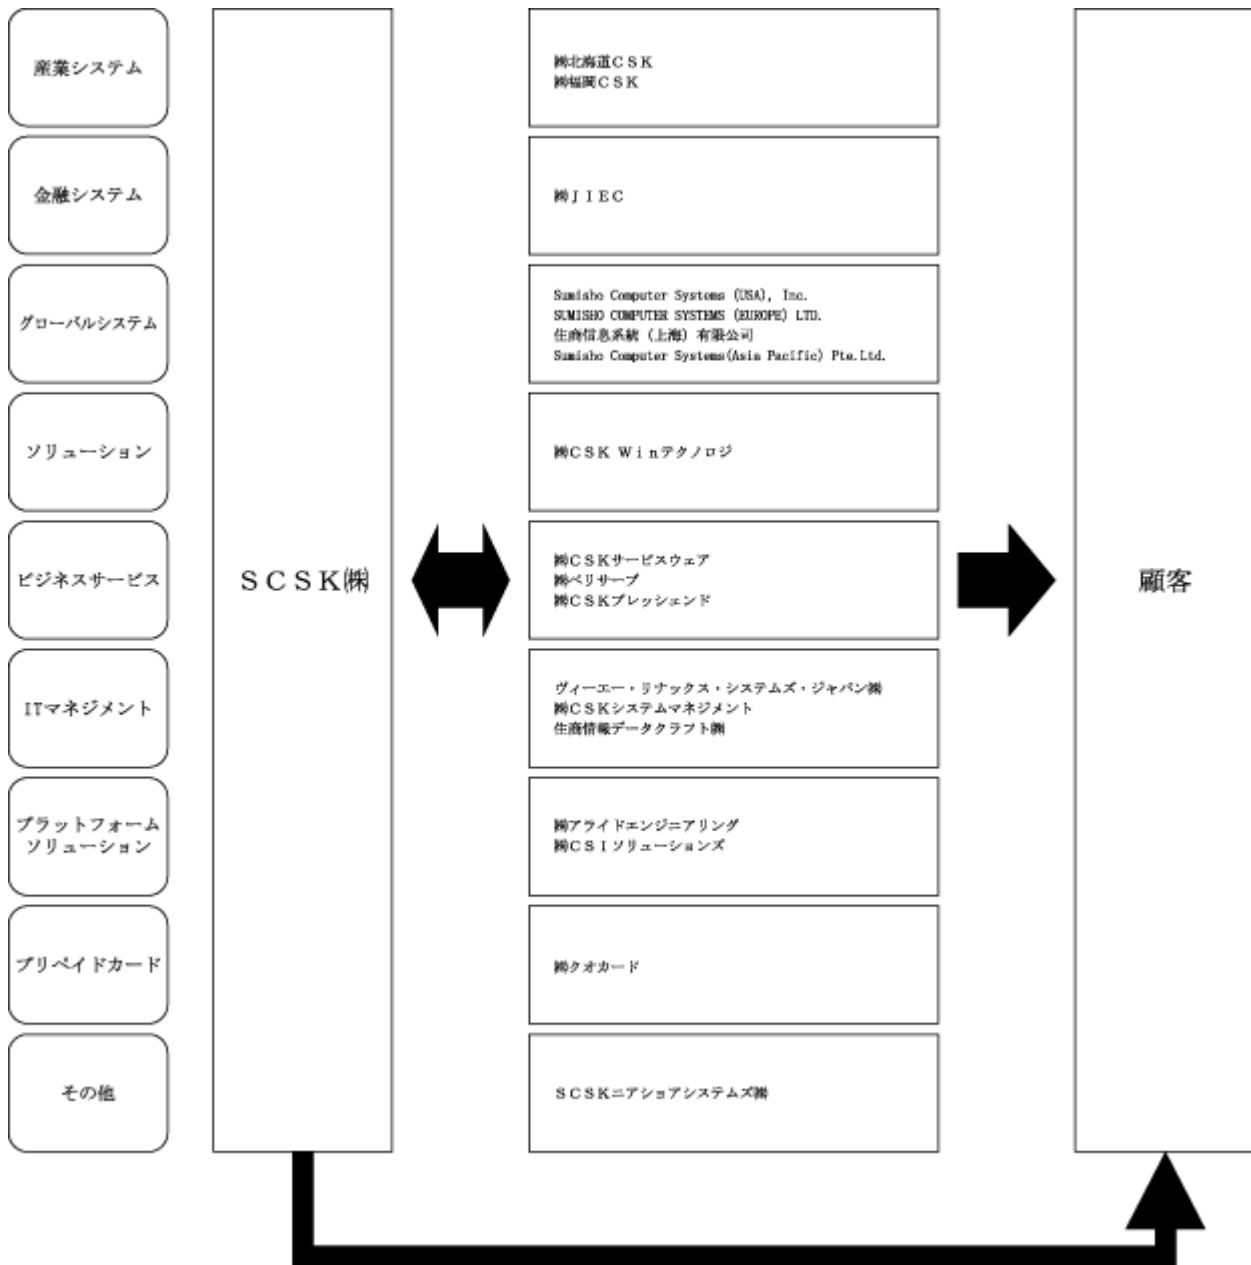 産業システム
㈱北海道ＣＳＫ
㈱福岡ＣＳＫ
金融システム
㈱ＪＩＥＣ
グローバルシステム
Sumisho Computer Systems (USA), Inc.
SUMISHO COMPUTER SYSTEMS (EUROPE) LTD.
住商信息系統（上海）有限公司
Sumisho Computer Systems(Asia Pacific) Pte.Ltd.
ソリューション
㈱ＣＳＫ Ｗｉｎテクノロジ
ビジネスサービス
ＳＣＳＫ㈱
㈱ＣＳＫサービスウェア
㈱ベリサーブ
㈱ＣＳＫプレッシェンド
顧客
ITマネジメント
ヴィーエー・リナックス・システムズ・ジャパン㈱
㈱ＣＳＫシステムマネジメント
住商情報データクラフト㈱
プラットフォーム
ソリューション
㈱アライドエンジニアリング
㈱ＣＳＩソリューションズ
プリペイドカード
㈱クオカード
その他
ＳＣＳＫニアショアシステムズ㈱